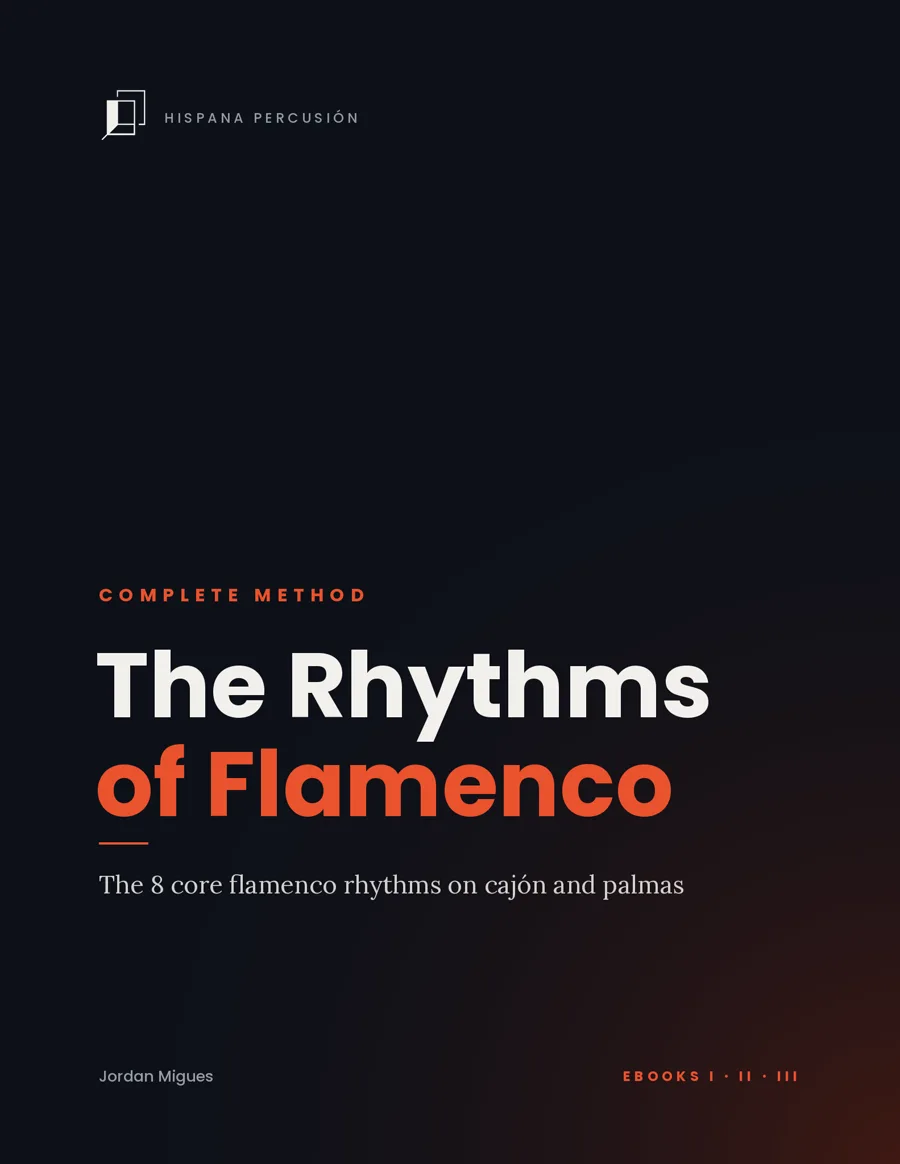 HISPANA PERCUSIÓN
COMPLETE METHOD
The Rhythms
of Flamenco
The 8 core flamenco rhythms on cajón and palmas
Jordan Migues
EBOOKS I · II · III